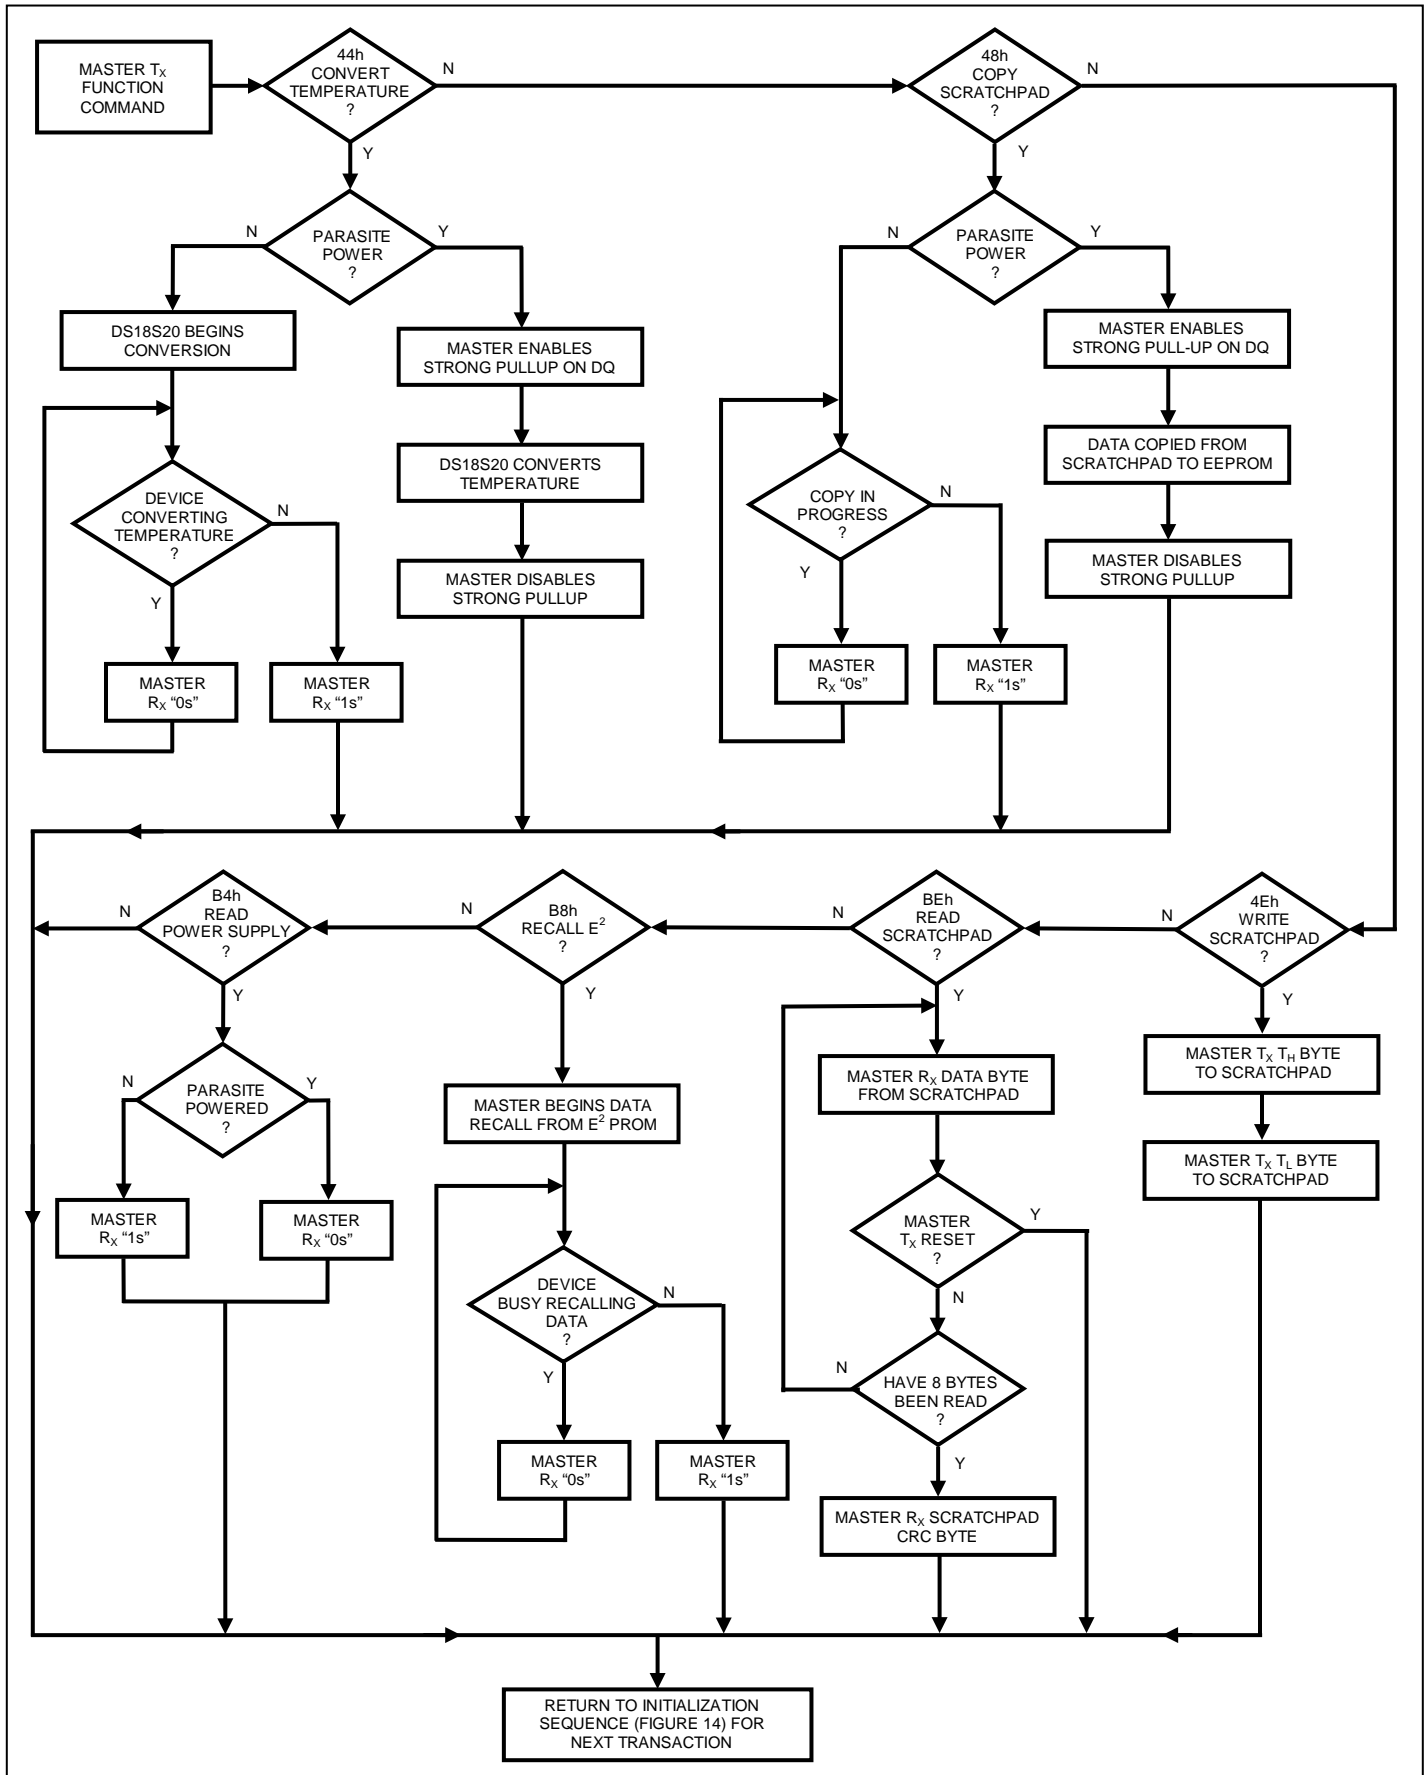 MASTER TX
FUNCTION
COMMAND
44h
CONVERT
TEMPERATURE
?
N
Y
48h
COPY
SCRATCHPAD
?
N
Y
PARASITE
POWER
?
N
Y
DS18S20 BEGINS
CONVERSION
MASTER ENABLES
STRONG PULLUP ON DQ
DS18S20 CONVERTS
TEMPERATURE
MASTER DISABLES
STRONG PULLUP
DEVICE
CONVERTING
TEMPERATURE
?
N
Y
MASTER
RX “0s”
MASTER
RX “1s”
PARASITE
POWER
?
N
Y
MASTER ENABLES
STRONG PULL-UP ON DQ
DATA COPIED FROM
SCRATCHPAD TO EEPROM
MASTER DISABLES
STRONG PULLUP
COPY IN
PROGRESS
?
N
Y
MASTER
RX “0s”
MASTER
RX “1s”
B4h
READ
POWER SUPPLY
?
N
Y
PARASITE
POWERED
?
N
Y
MASTER
RX “1s”
MASTER
RX “0s”
B8h
RECALL E²
?
N
Y
MASTER BEGINS DATA
RECALL FROM E² PROM
DEVICE
BUSY RECALLING
DATA
?
N
Y
MASTER
RX “0s”
MASTER
RX “1s”
BEh
READ
SCRATCHPAD
?
N
Y
MASTER RX DATA BYTE
FROM SCRATCHPAD
MASTER
TX RESET
?
Y
N
HAVE 8 BYTES
BEEN READ
?
N
Y
MASTER RX SCRATCHPAD
CRC BYTE
4Eh
WRITE
SCRATCHPAD
?
N
Y
MASTER TX TH BYTE
TO SCRATCHPAD
MASTER TX TL BYTE
TO SCRATCHPAD
RETURN TO INITIALIZATION
SEQUENCE (FIGURE 14) FOR
NEXT TRANSACTION